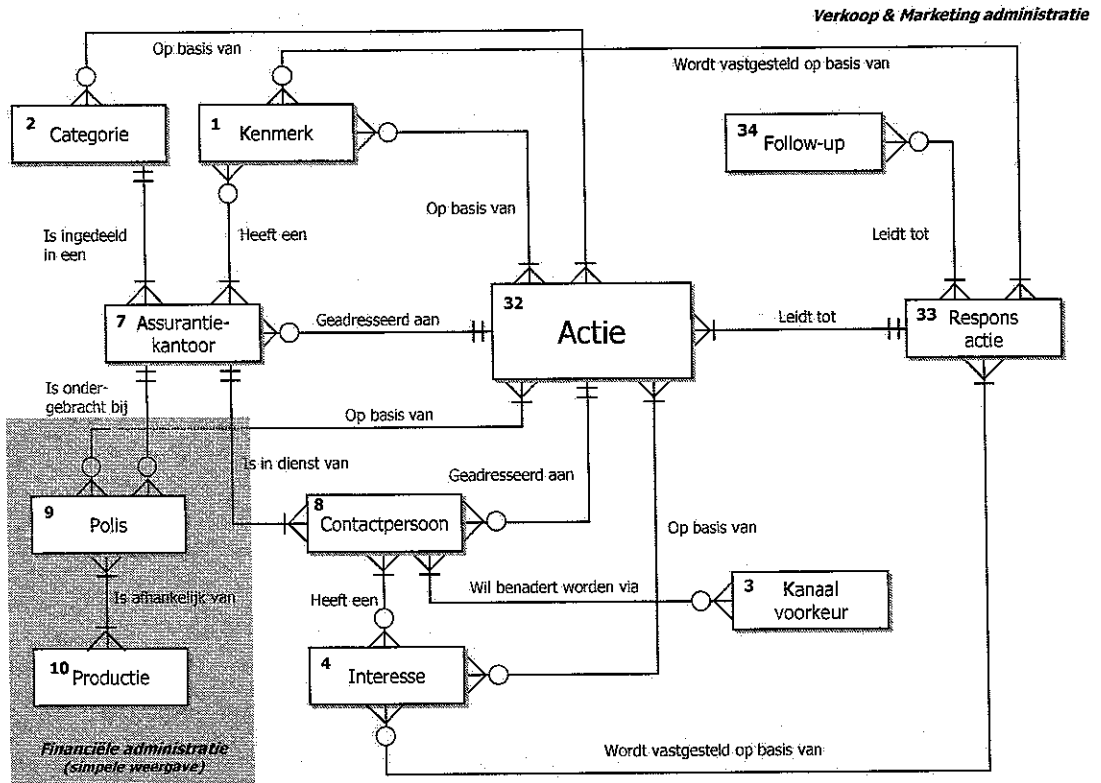 Verkoop & Marketing administratie
Op basis van
Wordt vastgesteld op basis van
2 Categorie
1 Kenmerk
34 Follow-up
Op basis van
Is ingedeeld
in een
Heeft een
Leidt tot
7 Assurantie-
kantoor
Geadresseerd aan
32
Actie
Leidt tot
33 Respons
actie
Is onder-
gebracht bij
Op basis van
Is in dienst van
Geadresseerd aan
9 Polis
8 Contactpersoon
Op basis van
Is afhankelijk van
Heeft een
Wil benadert worden via
3 Kanaal
voorkeur
10 Productie
4 Interesse
Financiële administratie
(simpele weergave)
Wordt vastgesteld op basis van